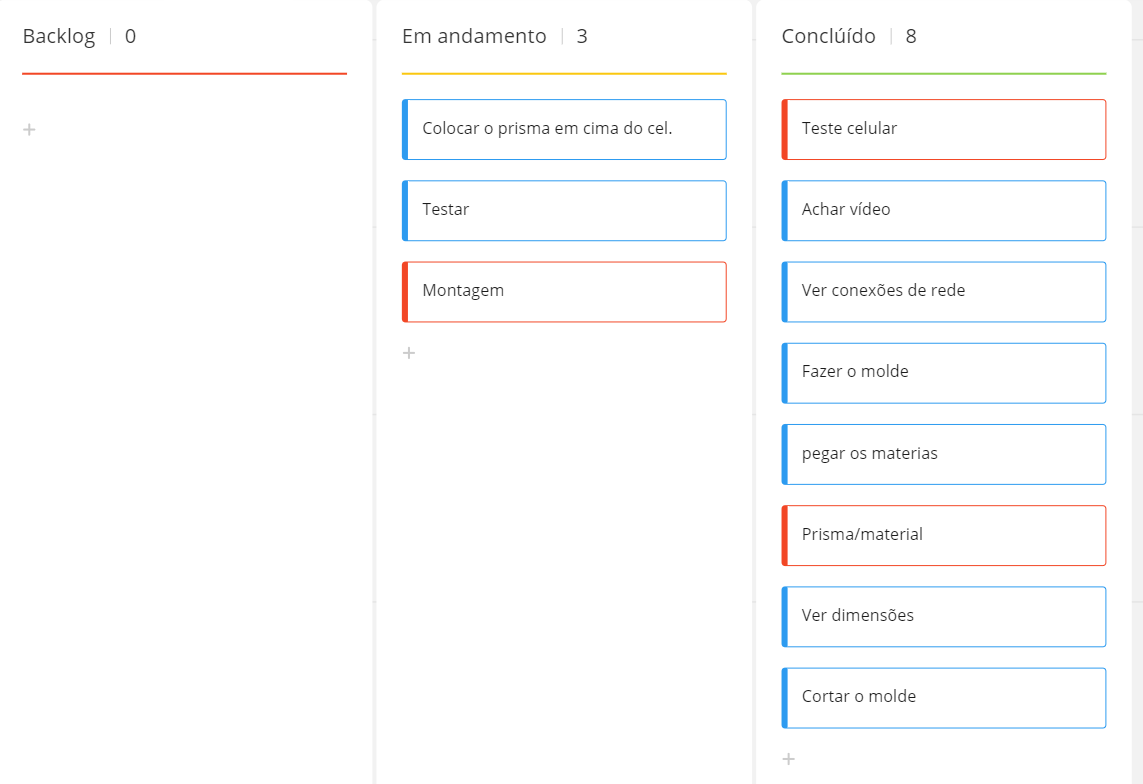 Backlog | 0
Em andamento | 3
Colocar o prisma em cima do cel.
Testar
Montagem
Conclúído | 8
Teste celular
Achar vídeo
Ver conexões de rede
Fazer o molde
pegar os materias
Prisma/material
Ver dimensões
Cortar o molde